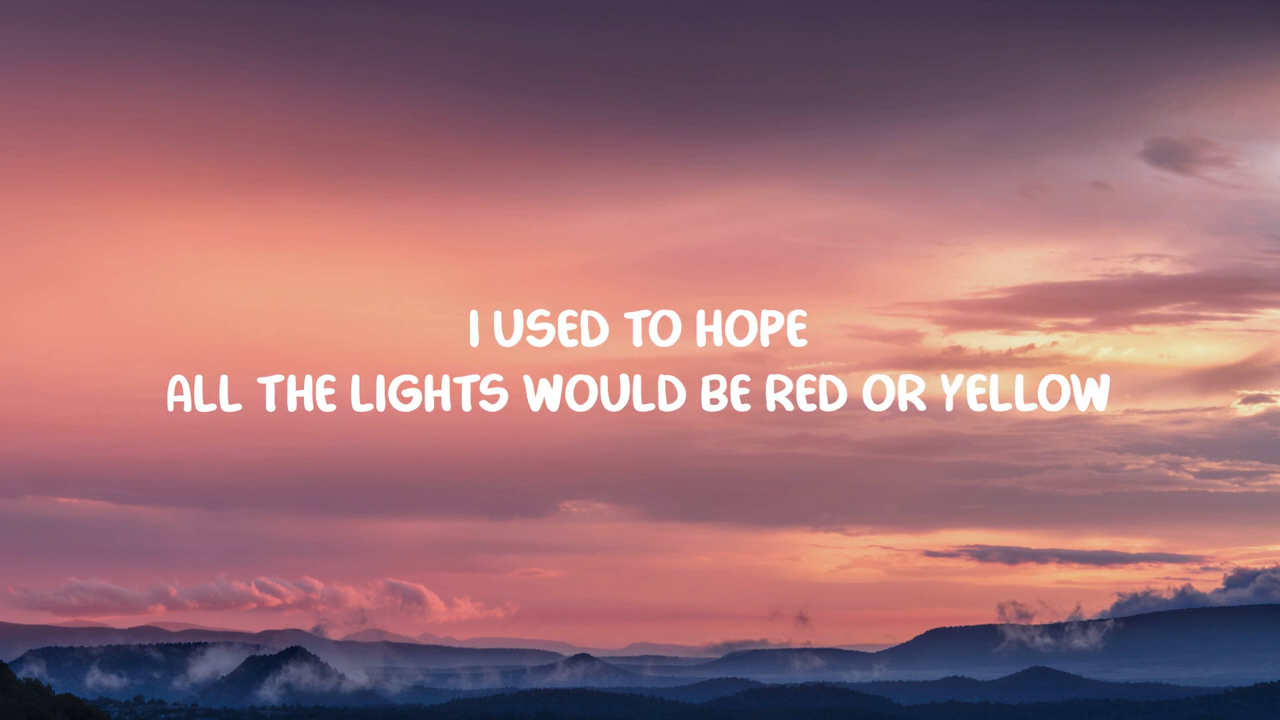 I USED TO HOPE
ALL THE LIGHTS WOULD BE RED OR YELLOW